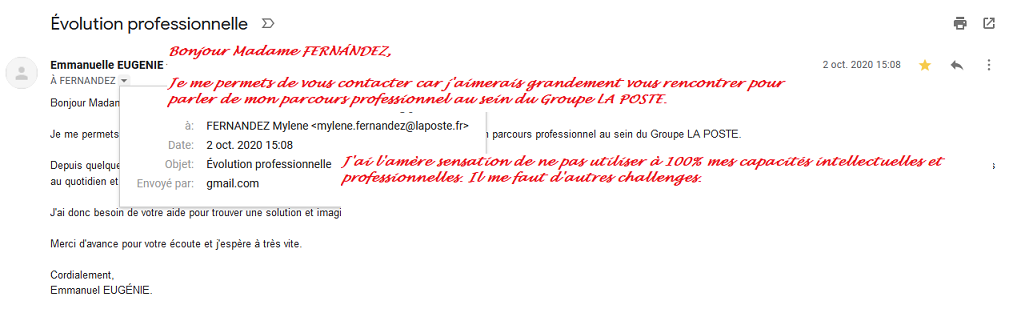 Évolution professionnelle
Bonjour Madame FERNÁNDEZ,
Emmanuelle EUGENIE
2 oct. 2020 15:08
À FERNANDEZ
Je me permets de vous contacter car j'aimerais grandement vous rencontrer pour
parler de mon parcours professionnel au sein du Groupe LA POSTE.
Bonjour Madan
à: FERNANDEZ Mylene <mylene.fernandez@laposte.fr>
Je me permets n parcours professionnel au sein du Groupe LA POSTE.
Date: 2 oct. 2020 15:08
Objet: Évolution professionnelle
J'ai l'amère sensation de ne pas utiliser à 100% mes capacités intellectuelles et
professionnelles. Il me faut d'autres challenges.
Depuis quelque
au quotidien et
Envoyé par: gmail.com
J'ai donc besoin de votre aide pour trouver une solution et imagi
Merci d'avance pour votre écoute et j'espère à très vite.
Cordialement,
Emmanuel EUGÉNIE.